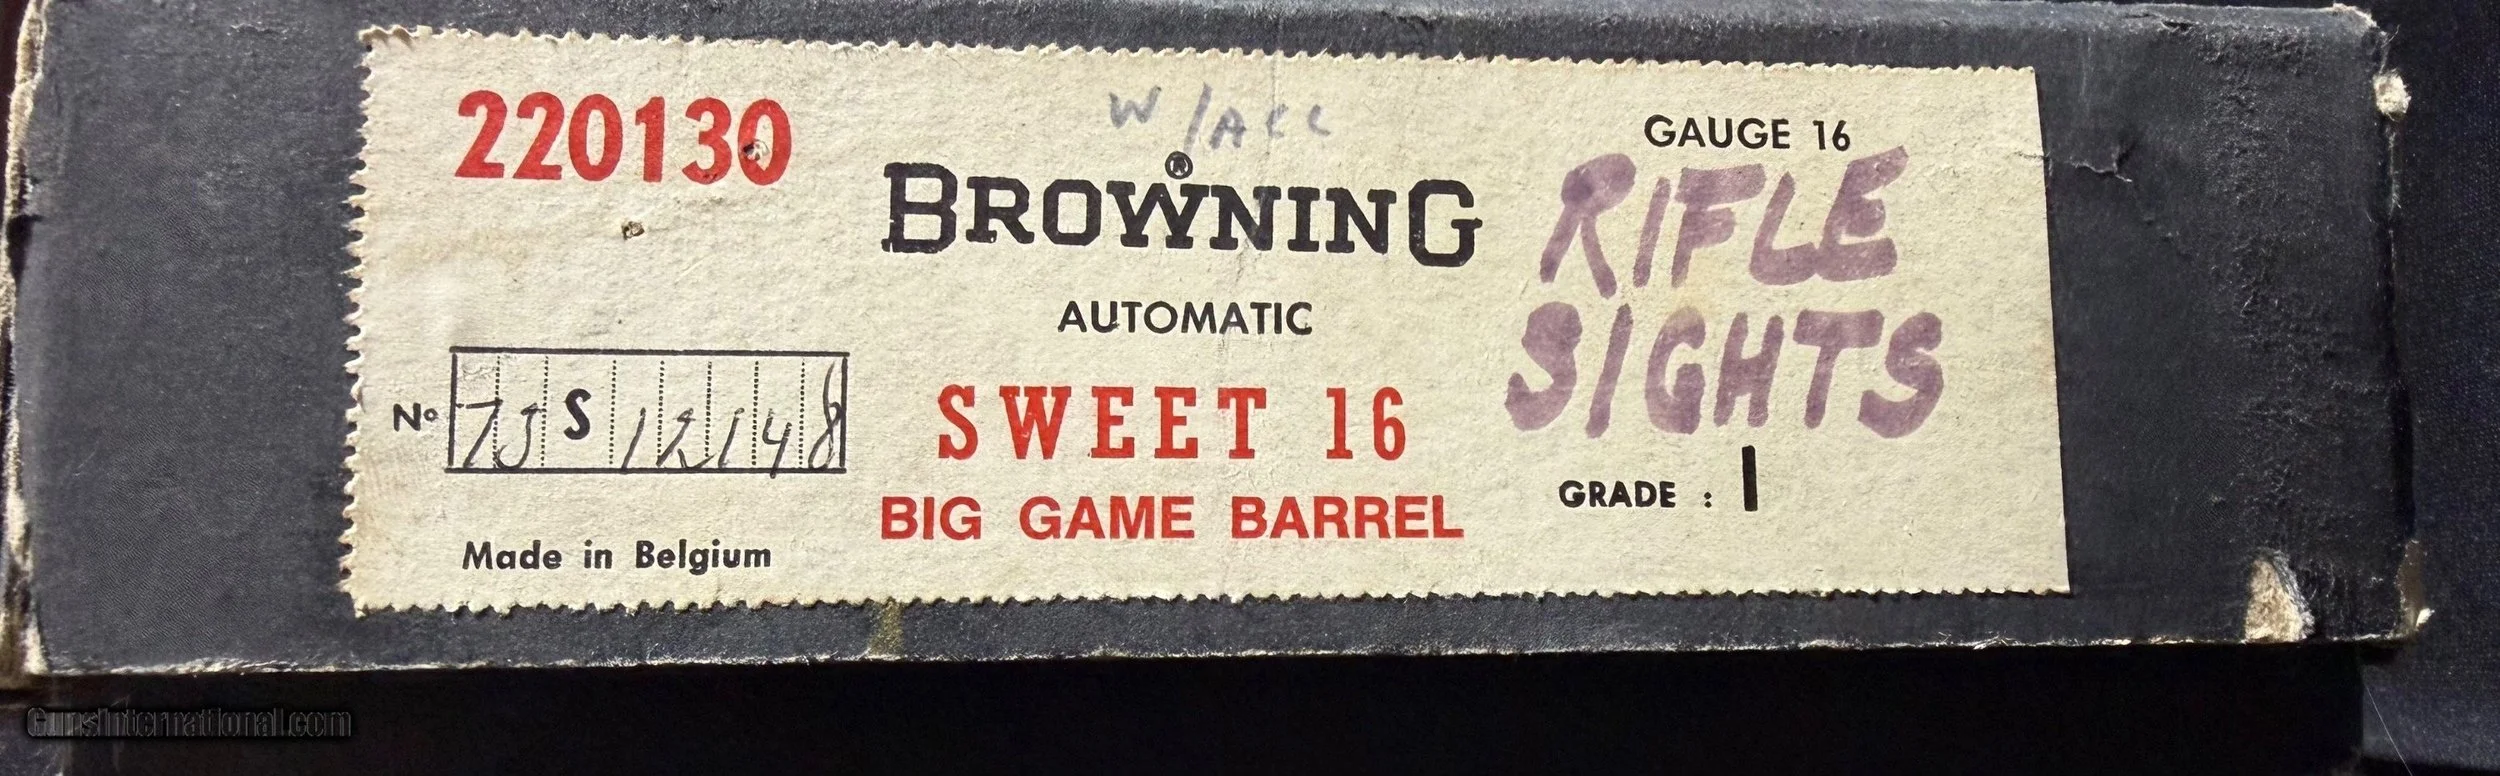 220130
W/ACC
BROWNING®
AUTOMATIC
SWEET 16
BIG GAME BARREL
GAUGE 16
RIFLE
SIGHTS
GRADE : I
No 75 S 12148
Made in Belgium
GunsInternational.com